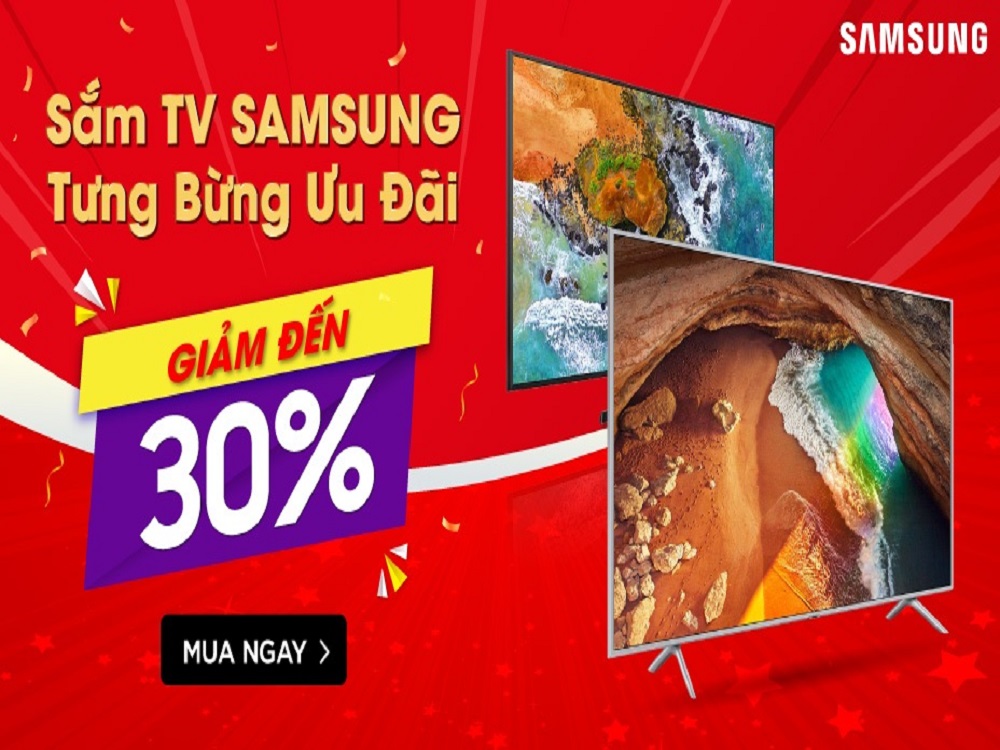 SAMSUNG
Sắm TV SAMSUNG
Tưng Bừng Ưu Đãi
GIẢM ĐẾN
30%
MUA NGAY >